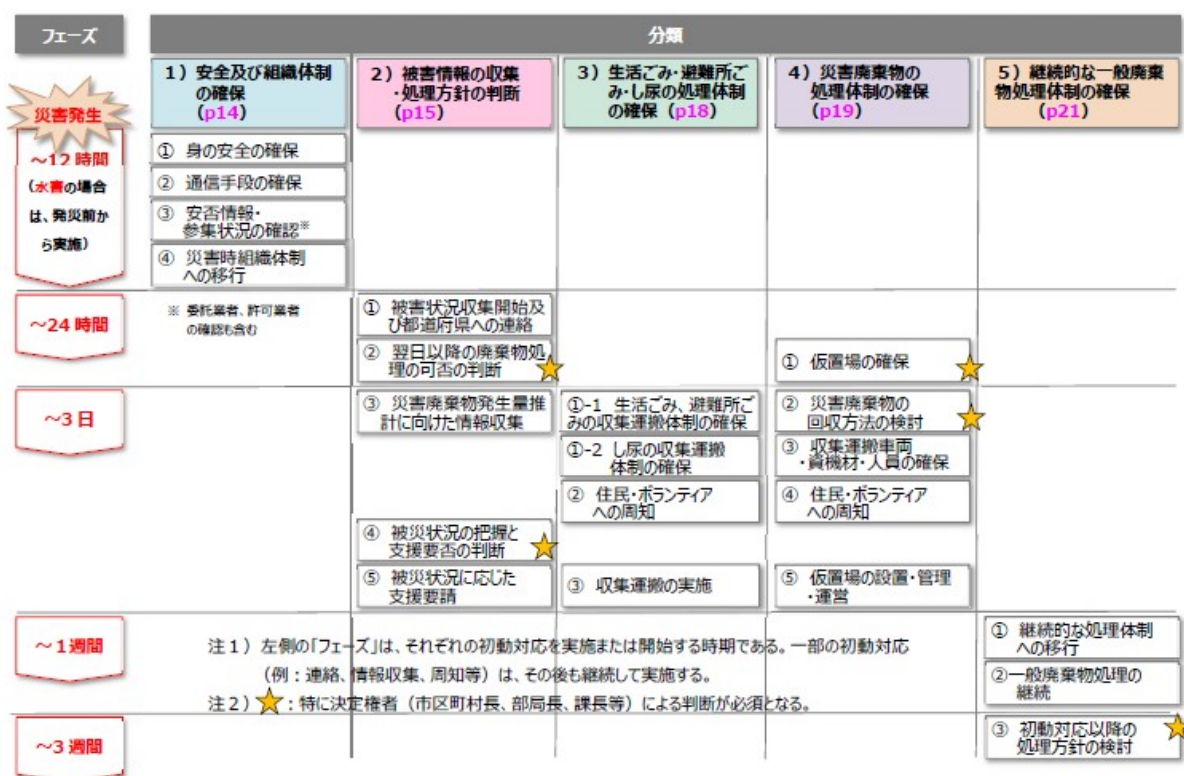 フェーズ
分類
災害発生
1）安全及び組織体制
の確保
（p14）
2）被害情報の収集
・処理方針の判断
（p15）
3）生活ごみ・避難所ご
み・し尿の処理体制
の確保（p18）
4）災害廃棄物の
処理体制の確保
（p19）
5）継続的な一般廃棄
物処理体制の確保
（p21）
～12時間
（水害の場合
は、発災前か
ら実施）
① 身の安全の確保
② 通信手段の確保
③ 安否情報・
参集状況の確認※
④ 災害時組織体制
への移行
～24時間
※ 委託業者、許可業者
の確認も含む
① 被害状況収集開始及
び都道府県への連絡
② 翌日以降の廃棄物処
理の可否の判断
① 仮置場の確保
～3日
③ 災害廃棄物発生量推
計に向けた情報収集
①-1 生活ごみ、避難所ご
みの収集運搬体制の確保
①-2 し尿の収集運搬
体制の確保
② 住民・ボランティア
への周知
② 災害廃棄物の
回収方法の検討
③ 収集運搬車両
・資機材・人員の確保
④ 住民・ボランティア
への周知
④ 被災状況の把握と
支援要否の判断
⑤ 被災状況に応じた
支援要請
③ 収集運搬の実施
⑤ 仮置場の設置・管理
・運営
～1週間
注1）左側の「フェーズ」は、それぞれの初動対応を実施または開始する時期である。一部の初動対応
（例：連絡、情報収集、周知等）は、その後も継続して実施する。
注2）★：特に決定権者（市区町村長、部局長、課長等）による判断が必須となる。
① 継続的な処理体制
への移行
②一般廃棄物処理の
継続
～3週間
③ 初動対応以降の
処理方針の検討